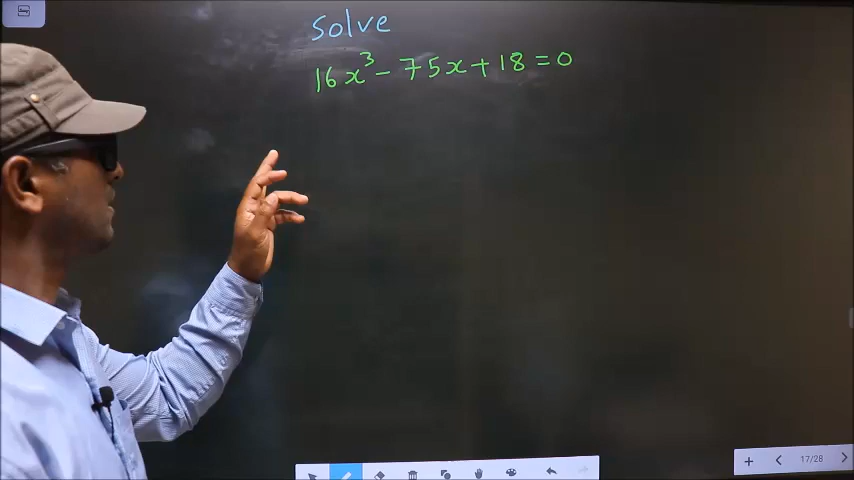 Solve
16x³ - 75x + 18 = 0
17/28